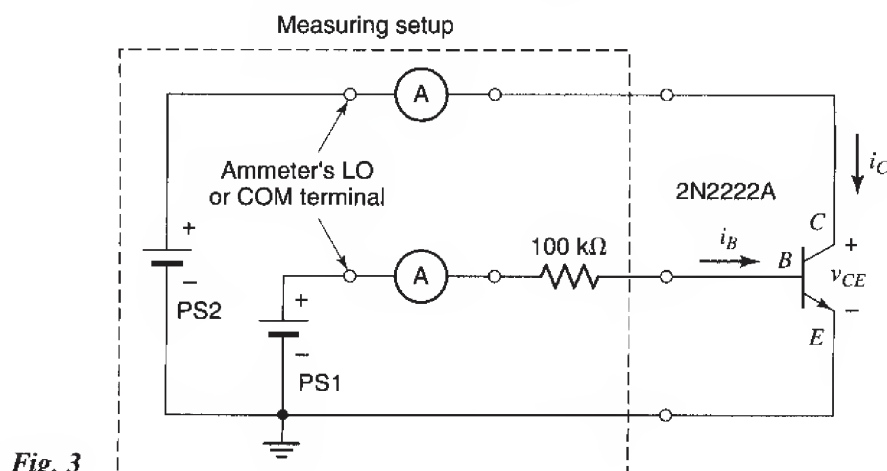 Measuring setup
A
Ammeter's LO
or COM terminal
i_C
2N2222A
C
+
+
100 kΩ
i_B
B
v_CE
A
−
PS2
+
−
E
−
PS1
Fig. 3